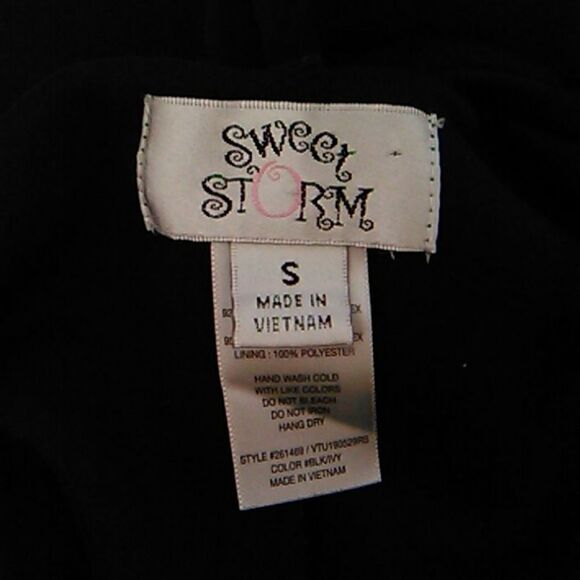 SWEET
STORM
S
MADE IN
VIETNAM
LINING : 100% POLYESTER
HAND WASH COLD
WITH LIKE COLORS
DO NOT BLEACH
DO NOT IRON
HANG DRY
STYLE #261469 / VTU190529RS
COLOR #BLK/IVY
MADE IN VIETNAM